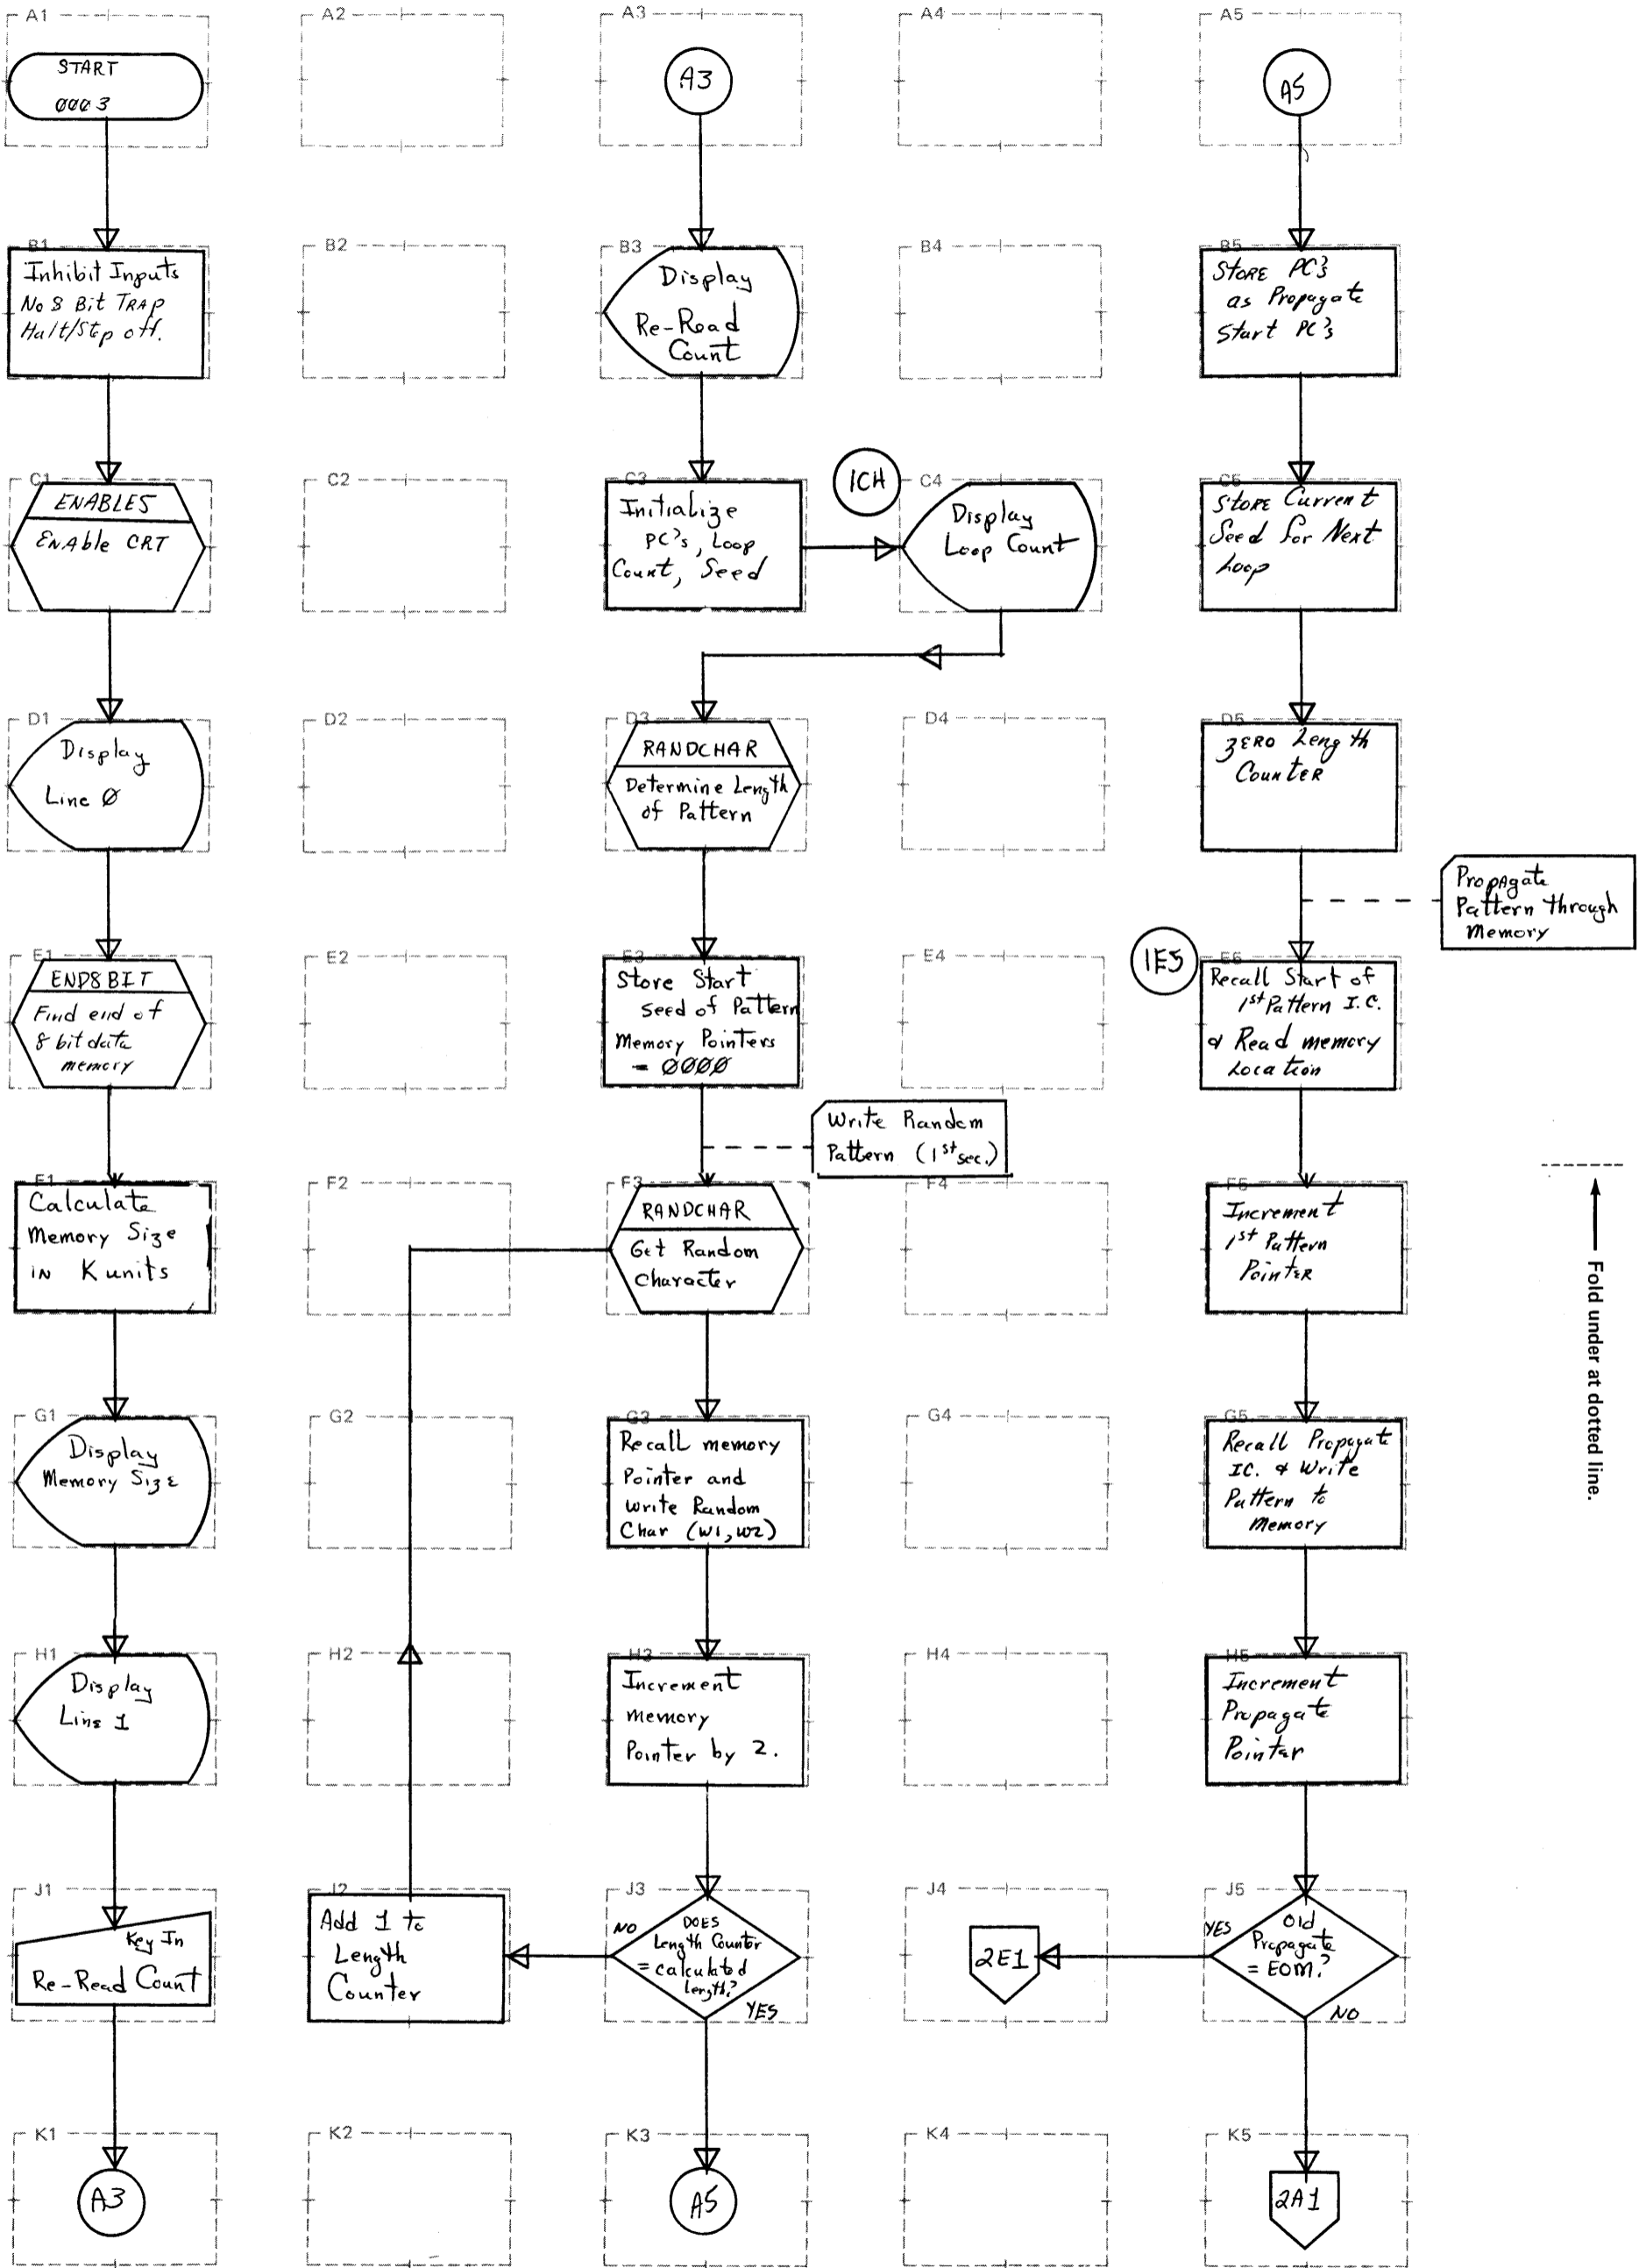 A1
START
0003
B1
Inhibit Inputs
No 8 Bit TRAP
Halt/Step off.
C1
ENABLES
ENAble CRT
D1
Display
Line 0
E1
END8BIT
Find end of
8 bit data
memory
F1
Calculate
Memory Size
IN K units
G1
Display
Memory Size
H1
Display
Line 1
J1
Key In
Re-Read Count
K1
A3
A2
B2
C2
D2
E2
F2
G2
H2
J2
Add 1 to
Length
Counter
K2
A3
A3
B3
Display
Re-Read
Count
C3
Initialize
PC's, Loop
Count, Seed
D3
RANDCHAR
Determine Length
of Pattern
E3
Store Start
Seed of Pattern
Memory Pointers
= 0000
Write Random
Pattern (1st sec.)
F3
RANDCHAR
Get Random
Character
G3
Recall memory
Pointer and
Write Random
Char (W1, W2)
H3
Increment
memory
Pointer by 2.
J3
NO
DOES
Length Counter
= calculated
Length?
YES
K3
A5
A4
B4
1CH
C4
Display
Loop Count
D4
E4
F4
G4
H4
J4
2E1
K4
A5
A5
B5
STORE PC's
as Propagate
Start PC's
C5
STORE Current
Seed for Next
Loop
D5
ZERO Length
COUNTER
Propagate
Pattern through
Memory
1E5
E5
Recall Start of
1st Pattern I.C.
& Read memory
Location
F5
Increment
1st Pattern
Pointer
G5
Recall Propagate
IC. & Write
Pattern to
Memory
H5
Increment
Propagate
Pointer
J5
YES
Old
Propagate
= EOM?
NO
K5
2A1
Fold under at dotted line.